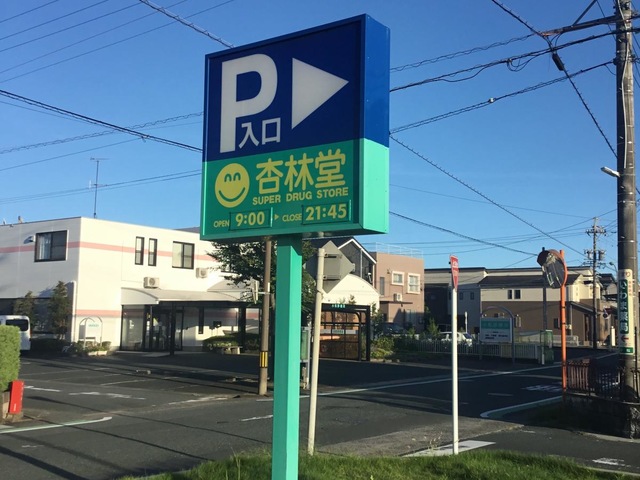 P
入口
杏林堂
SUPER DRUG STORE
OPEN 9:00 ▷ CLOSE 21:45